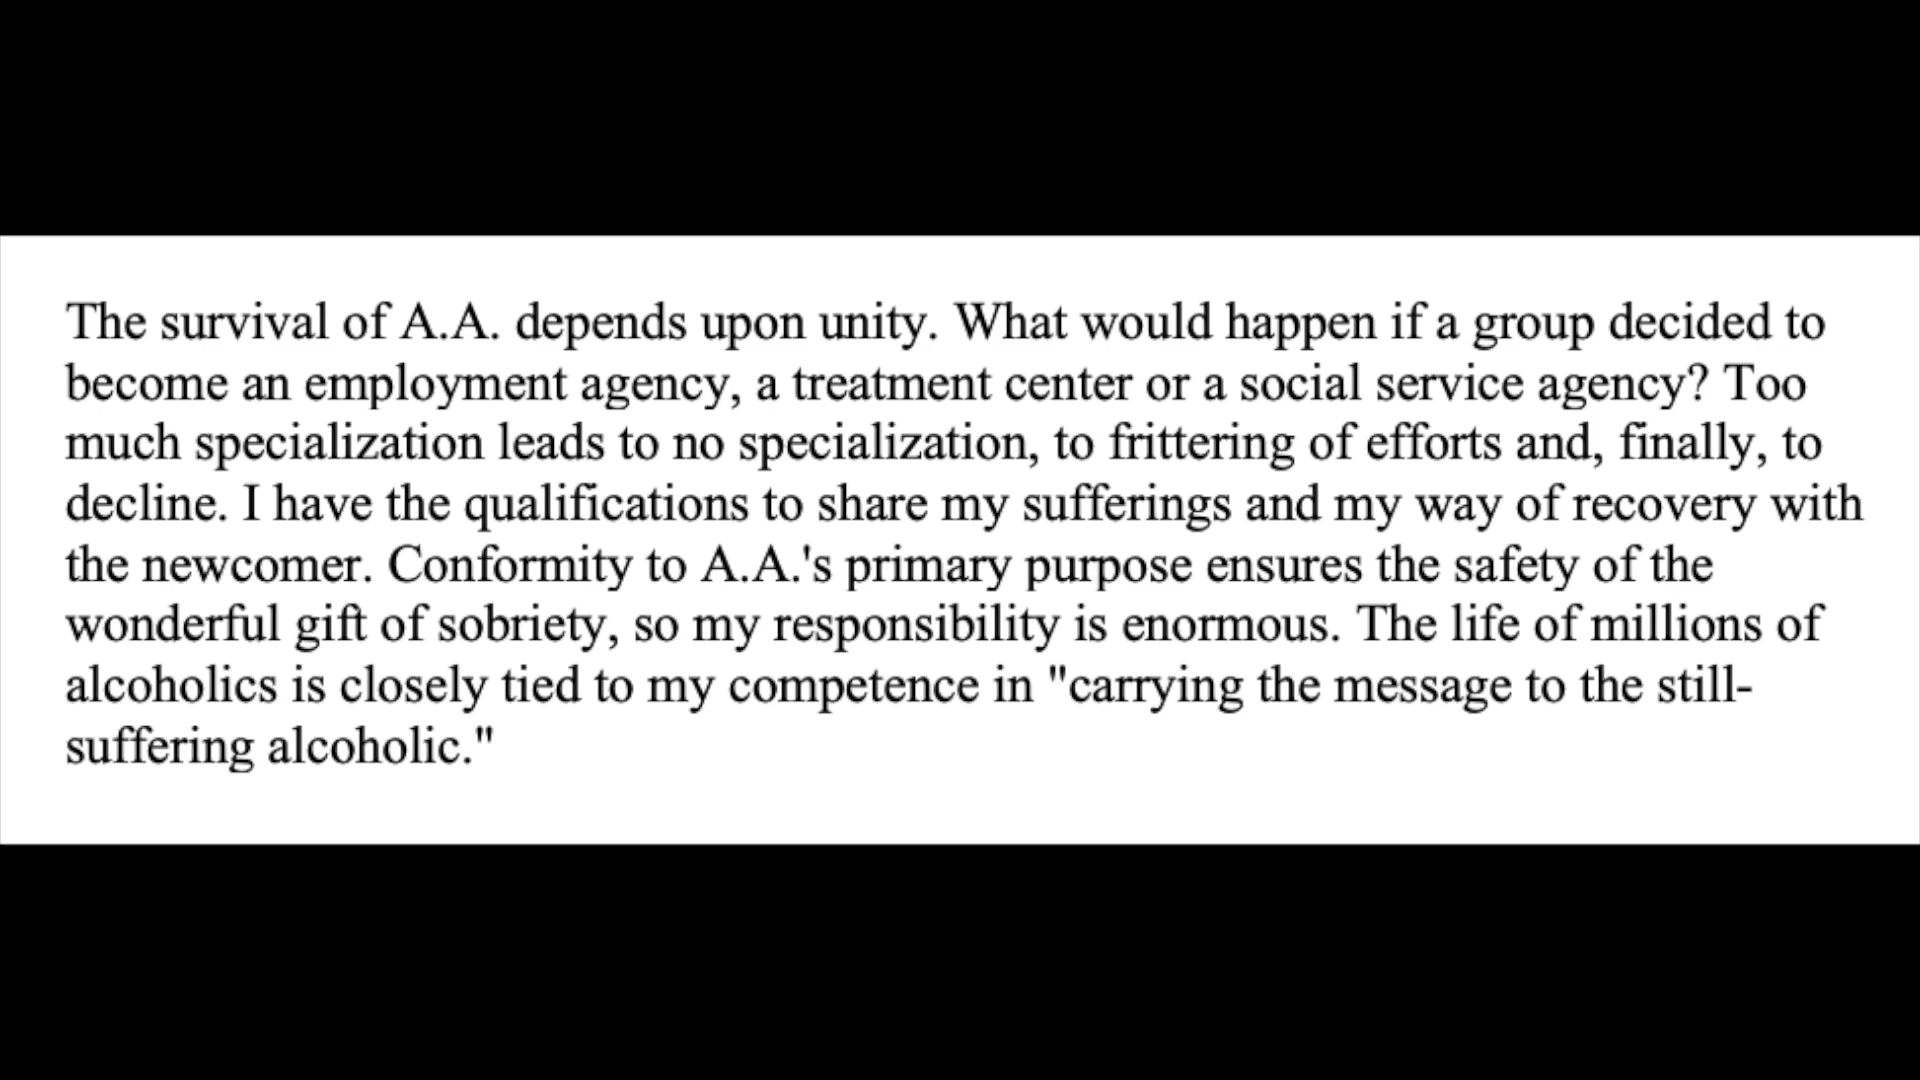 The survival of A.A. depends upon unity. What would happen if a group decided to
become an employment agency, a treatment center or a social service agency? Too
much specialization leads to no specialization, to frittering of efforts and, finally, to
decline. I have the qualifications to share my sufferings and my way of recovery with
the newcomer. Conformity to A.A.'s primary purpose ensures the safety of the
wonderful gift of sobriety, so my responsibility is enormous. The life of millions of
alcoholics is closely tied to my competence in "carrying the message to the still-
suffering alcoholic."